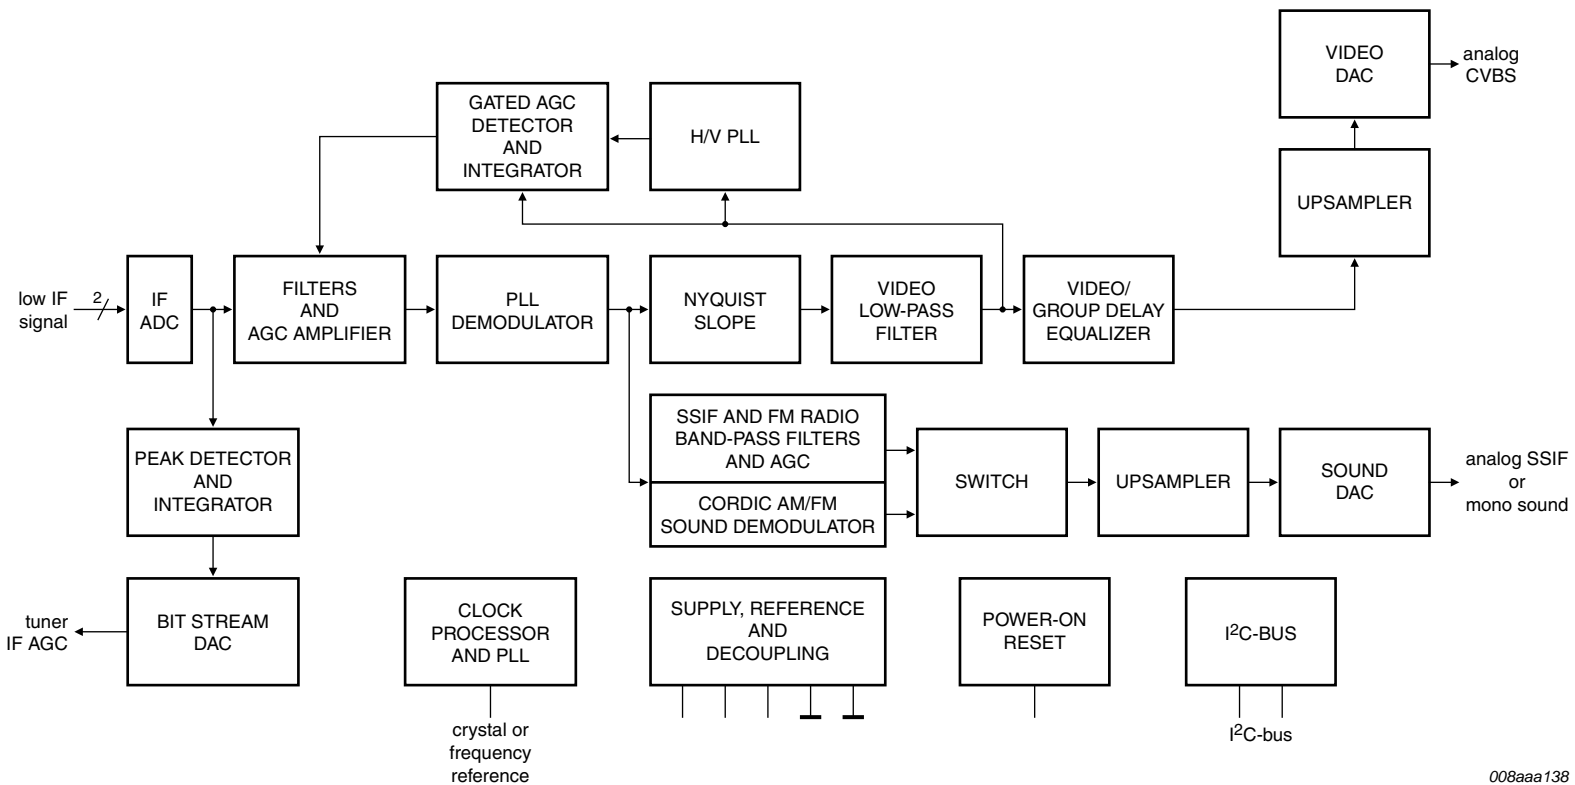 VIDEO
DAC
analog
CVBS
GATED AGC
DETECTOR
AND
INTEGRATOR
H/V PLL
UPSAMPLER
low IF
signal
2
IF
ADC
FILTERS
AND
AGC AMPLIFIER
PLL
DEMODULATOR
NYQUIST
SLOPE
VIDEO
LOW-PASS
FILTER
VIDEO/
GROUP DELAY
EQUALIZER
PEAK DETECTOR
AND
INTEGRATOR
SSIF AND FM RADIO
BAND-PASS FILTERS
AND AGC
CORDIC AM/FM
SOUND DEMODULATOR
SWITCH
UPSAMPLER
SOUND
DAC
analog SSIF
or
mono sound
tuner
IF AGC
BIT STREAM
DAC
CLOCK
PROCESSOR
AND PLL
crystal or
frequency
reference
SUPPLY, REFERENCE
AND
DECOUPLING
POWER-ON
RESET
I²C-BUS
I²C-bus
008aaa138